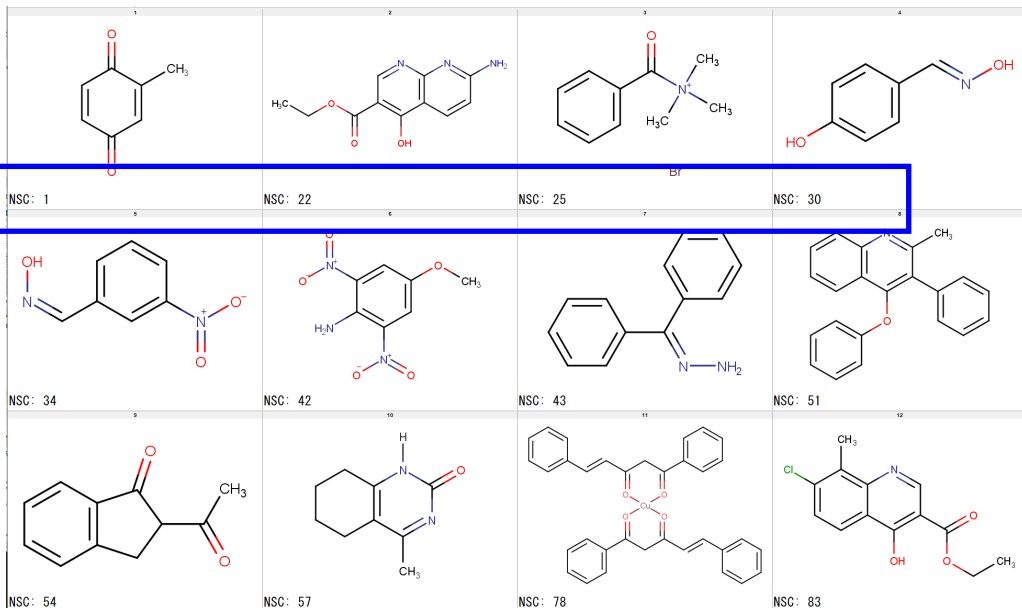 1 2 3 4
O
CH₃
O
N N NH₂
H₃C O
O OH
O
CH₃
N⁺
CH₃
H₃C
Br
OH
N
HO
NSC: 1 NSC: 22 NSC: 25 NSC: 30
5 6 7 8
OH
N
N⁺ O⁻
O
O
N⁺
O⁻
O
CH₃
H₂N
N⁺
O⁻ O
N NH₂
N CH₃
O
NSC: 34 NSC: 42 NSC: 43 NSC: 51
9 10 11 12
O
CH₃
O
H
N
O
N
CH₃
O O
Cu
O O
CH₃
Cl
N
O
OH
O
CH₃
NSC: 54 NSC: 57 NSC: 78 NSC: 83